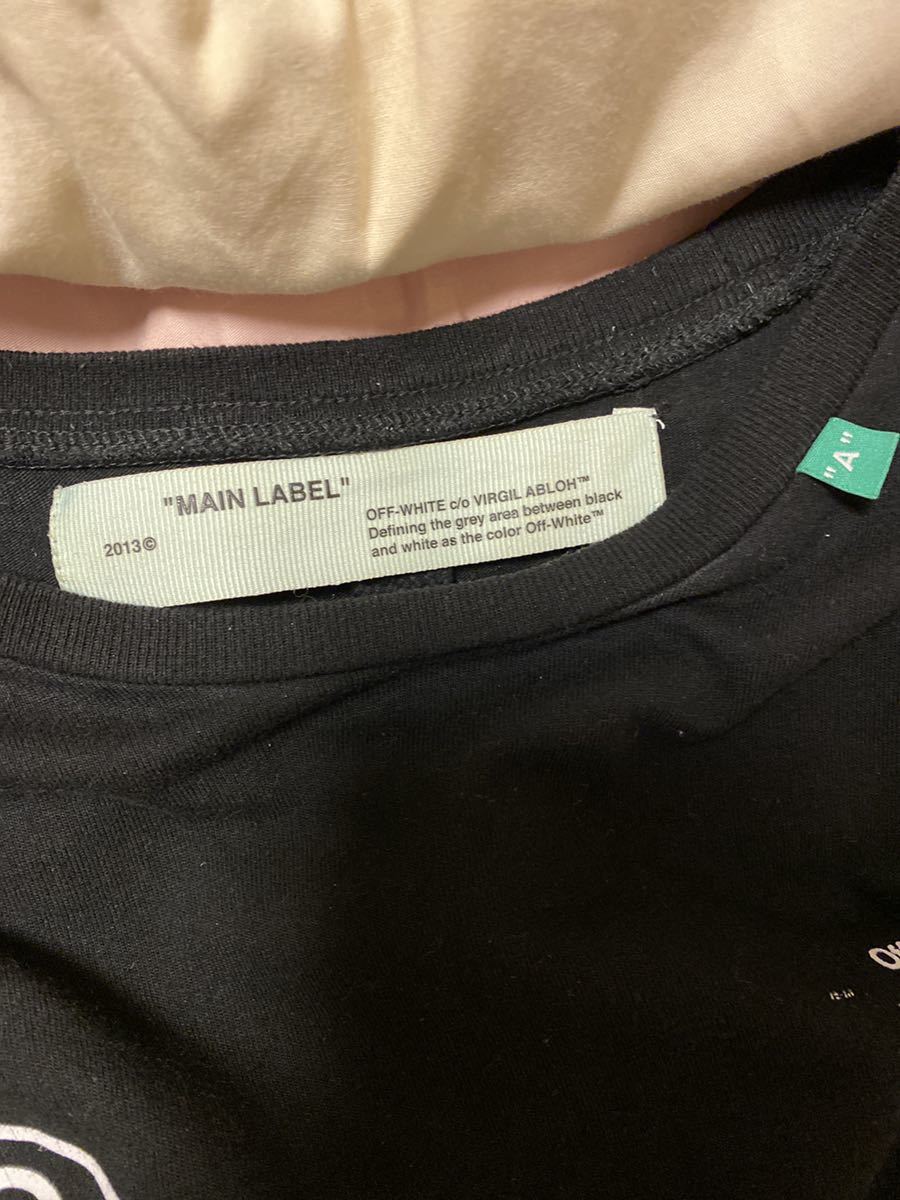 "MAIN LABEL"
2013©
OFF-WHITE c/o VIRGIL ABLOH™
Defining the grey area between black
and white as the color Off-White™
"A"